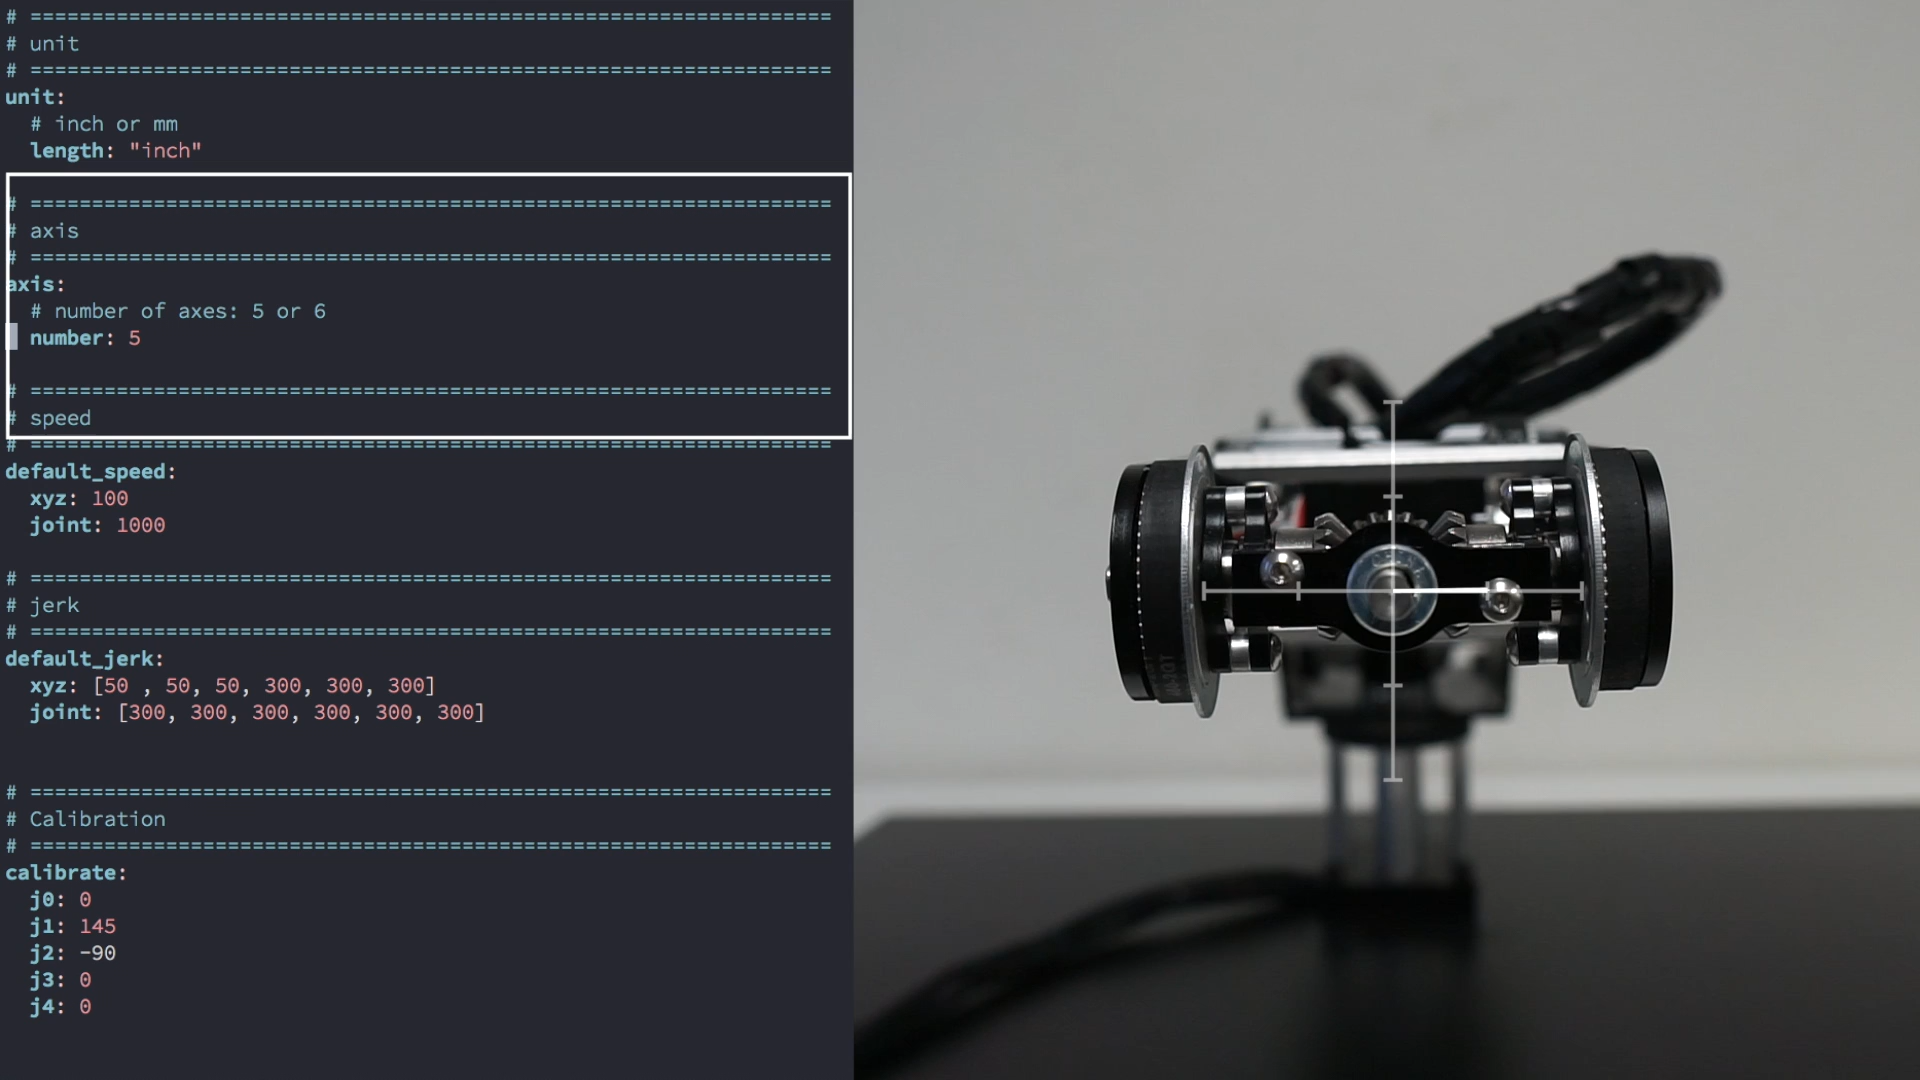 # =================================================================
# unit
# =================================================================
unit:
# inch or mm
length: "inch"
# =================================================================
# axis
# =================================================================
axis:
# number of axes: 5 or 6
number: 5
# =================================================================
# speed
# =================================================================
default_speed:
xyz: 100
joint: 1000
# =================================================================
# jerk
# =================================================================
default_jerk:
xyz: [50 , 50, 50, 300, 300, 300]
joint: [300, 300, 300, 300, 300, 300]
# =================================================================
# Calibration
# =================================================================
calibrate:
j0: 0
j1: 145
j2: -90
j3: 0
j4: 0